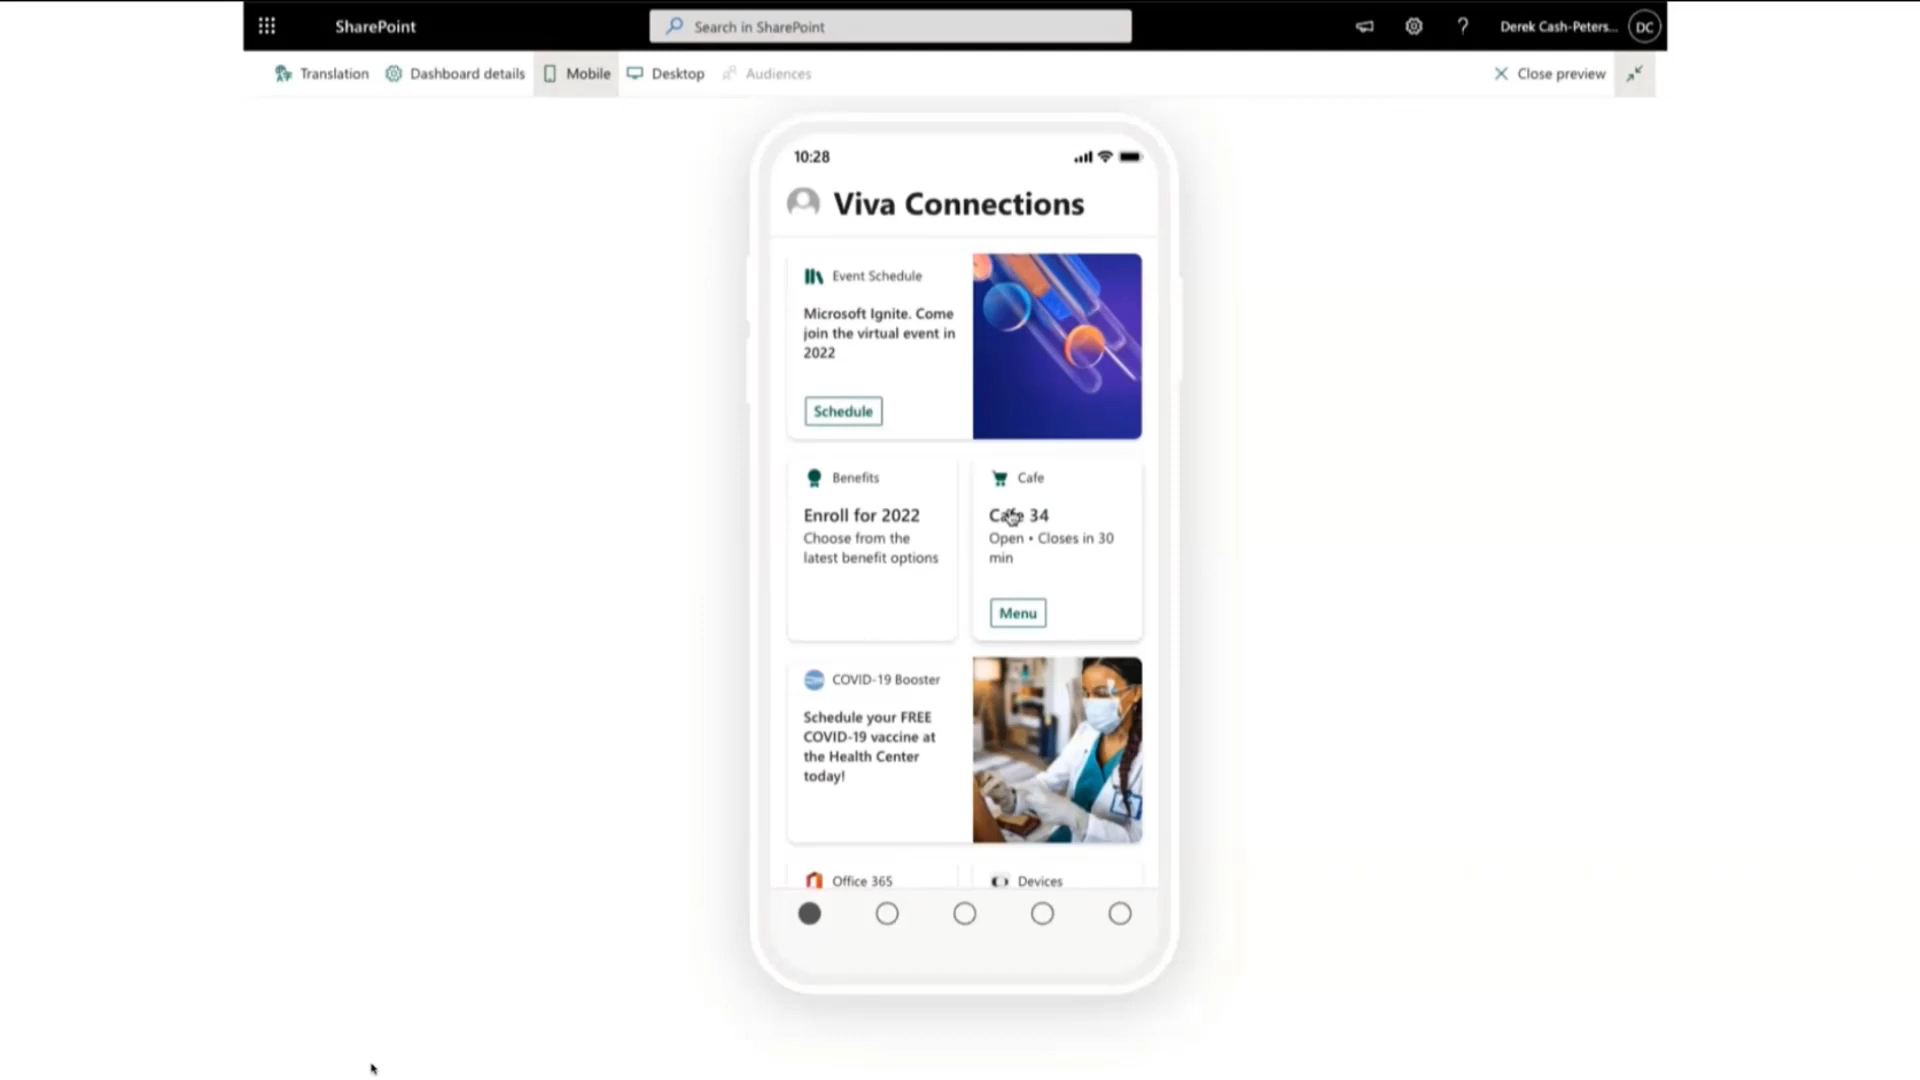 SharePoint
Search in SharePoint
Derek Cash-Peters...
DC
Translation
Dashboard details
Mobile
Desktop
Audiences
Close preview
10:28
Viva Connections
Event Schedule
Microsoft Ignite. Come
join the virtual event in
2022
Schedule
Benefits
Enroll for 2022
Choose from the
latest benefit options
Cafe
Cafe 34
Open • Closes in 30
min
Menu
COVID-19 Booster
Schedule your FREE
COVID-19 vaccine at
the Health Center
today!
Office 365
Devices